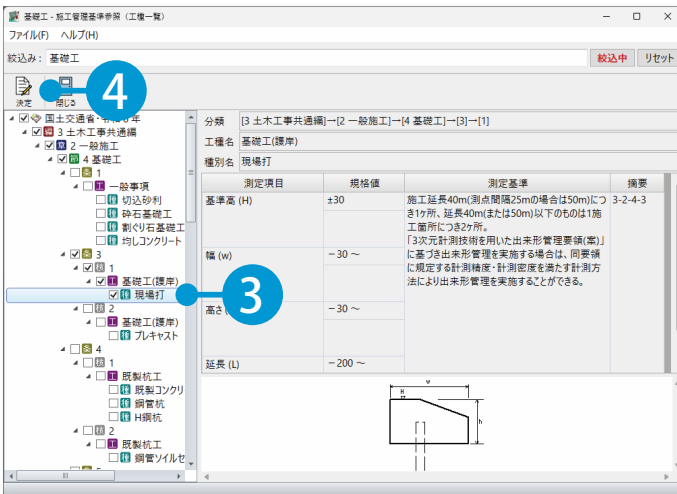 基礎工 - 施工管理基準参照（工種一覧）
ファイル(F) ヘルプ(H)
絞込み: 基礎工 絞込中 リセット
決定 閉じる
4
国土交通省
3 土木工事共通編
2 一般施工
4 基礎工
1
一般事項
切込砂利
砕石基礎工
割ぐり石基礎工
均しコンクリート
3
1
基礎工(護岸)
現場打
2
基礎工(護岸)
プレキャスト
4
1
既製杭工
既製コンクリ
鋼管杭
H鋼杭
2
既製杭工
鋼管ソイルセ
3
分類 [3 土木工事共通編]→[2 一般施工]→[4 基礎工]→[3]→[1]
工種名 基礎工(護岸)
種別名 現場打
測定項目 規格値 測定基準 摘要
基準高 (H) ±30 施工延長40m(測点間隔25mの場合は50m)につ 3-2-4-3
き1ケ所、延長40m(または50m)以下のものは1施
工箇所につき2ケ所。
「3次元計測技術を用いた出来形管理要領(案)」
幅 (w) －30 ～ に基づき出来形管理を実施する場合は、同要領
に規定する計測精度・計測密度を満たす計測方
法により出来形管理を実施することができる。
高さ －30 ～
延長 (L) －200 ～
w
H
h